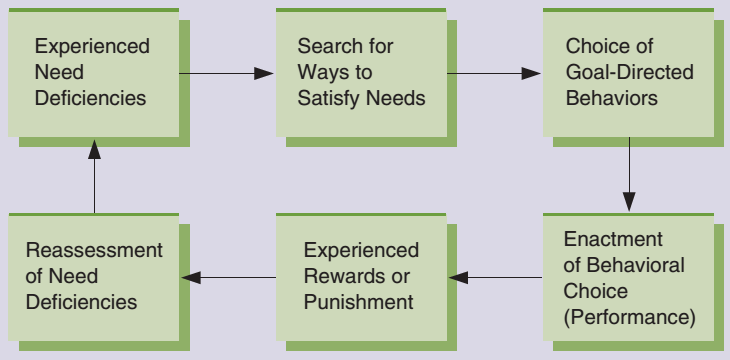 Experienced
Need
Deficiencies
Search for
Ways to
Satisfy Needs
Choice of
Goal-Directed
Behaviors
Enactment
of Behavioral
Choice
(Performance)
Experienced
Rewards or
Punishment
Reassessment
of Need
Deficiencies